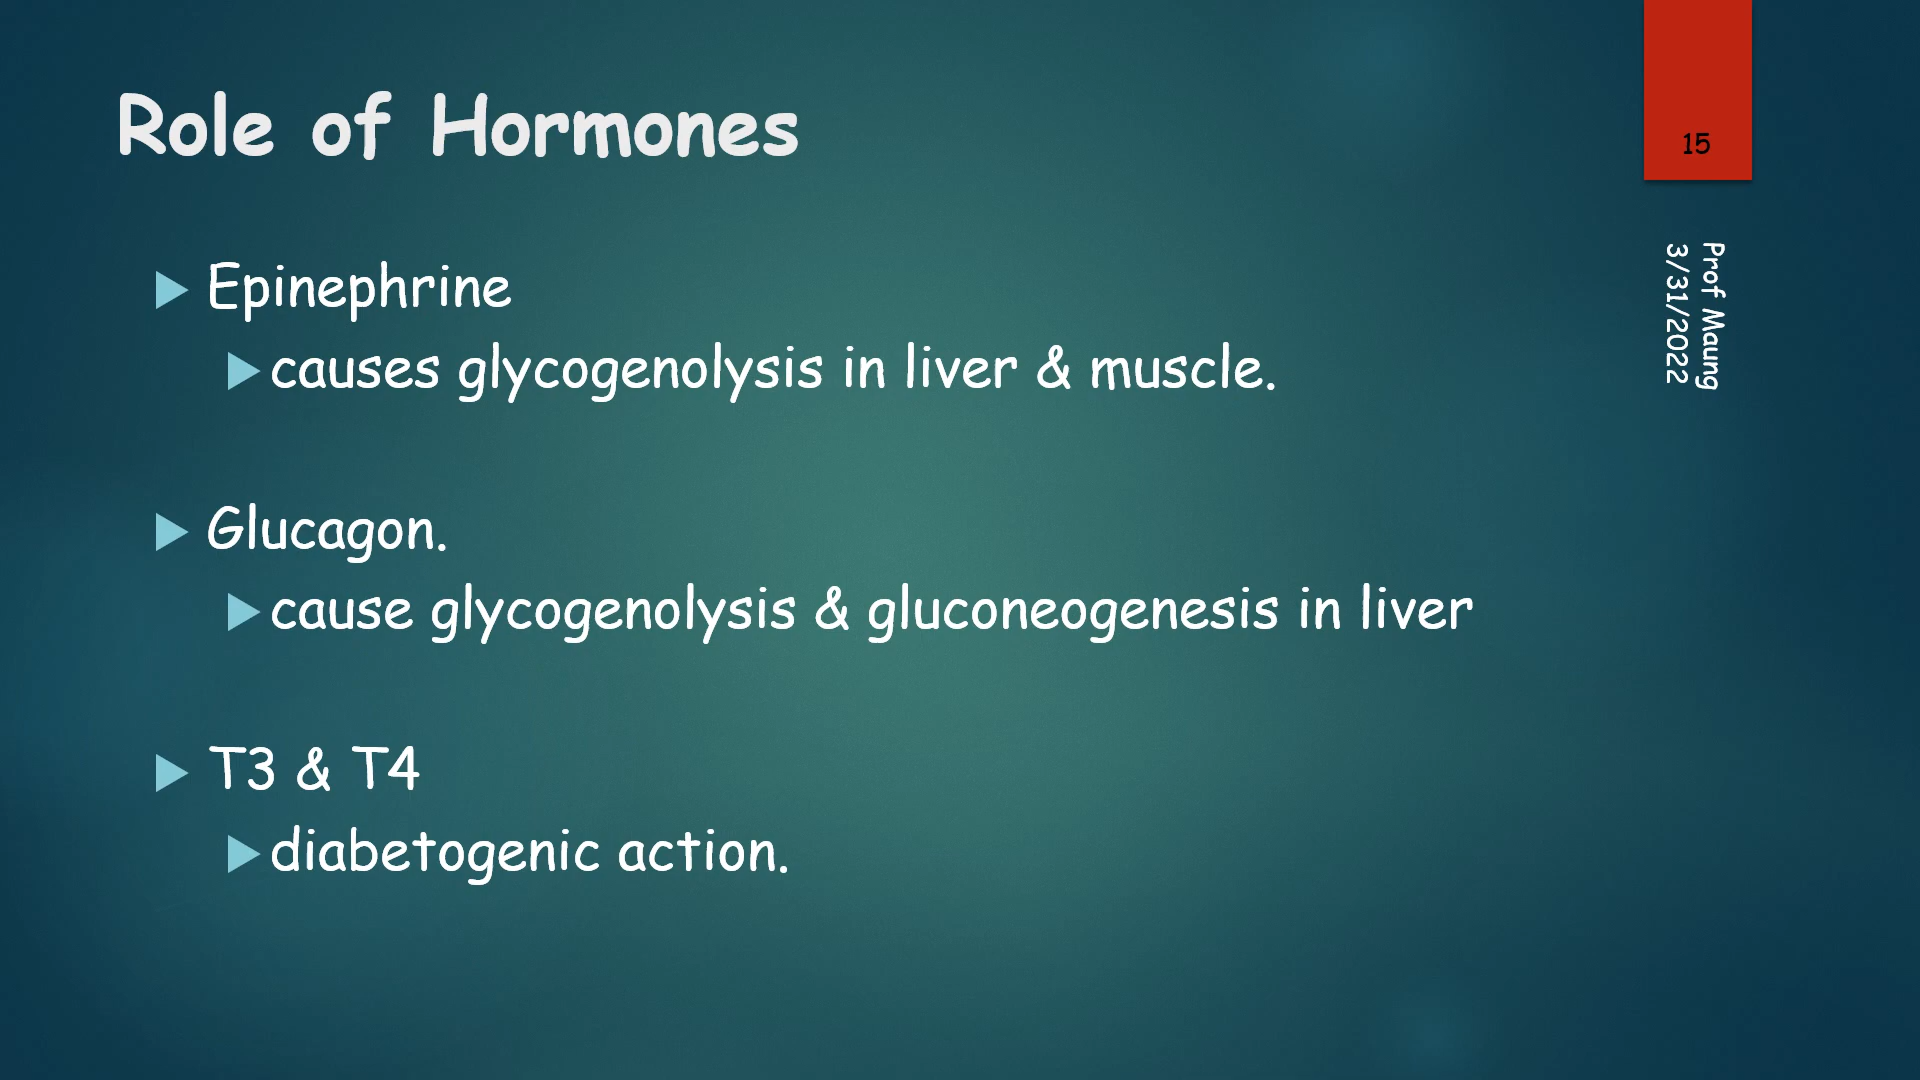 Role of Hormones
15
Prof Maung
3/31/2022
Epinephrine
causes glycogenolysis in liver & muscle.
Glucagon.
cause glycogenolysis & gluconeogenesis in liver
T3 & T4
diabetogenic action.